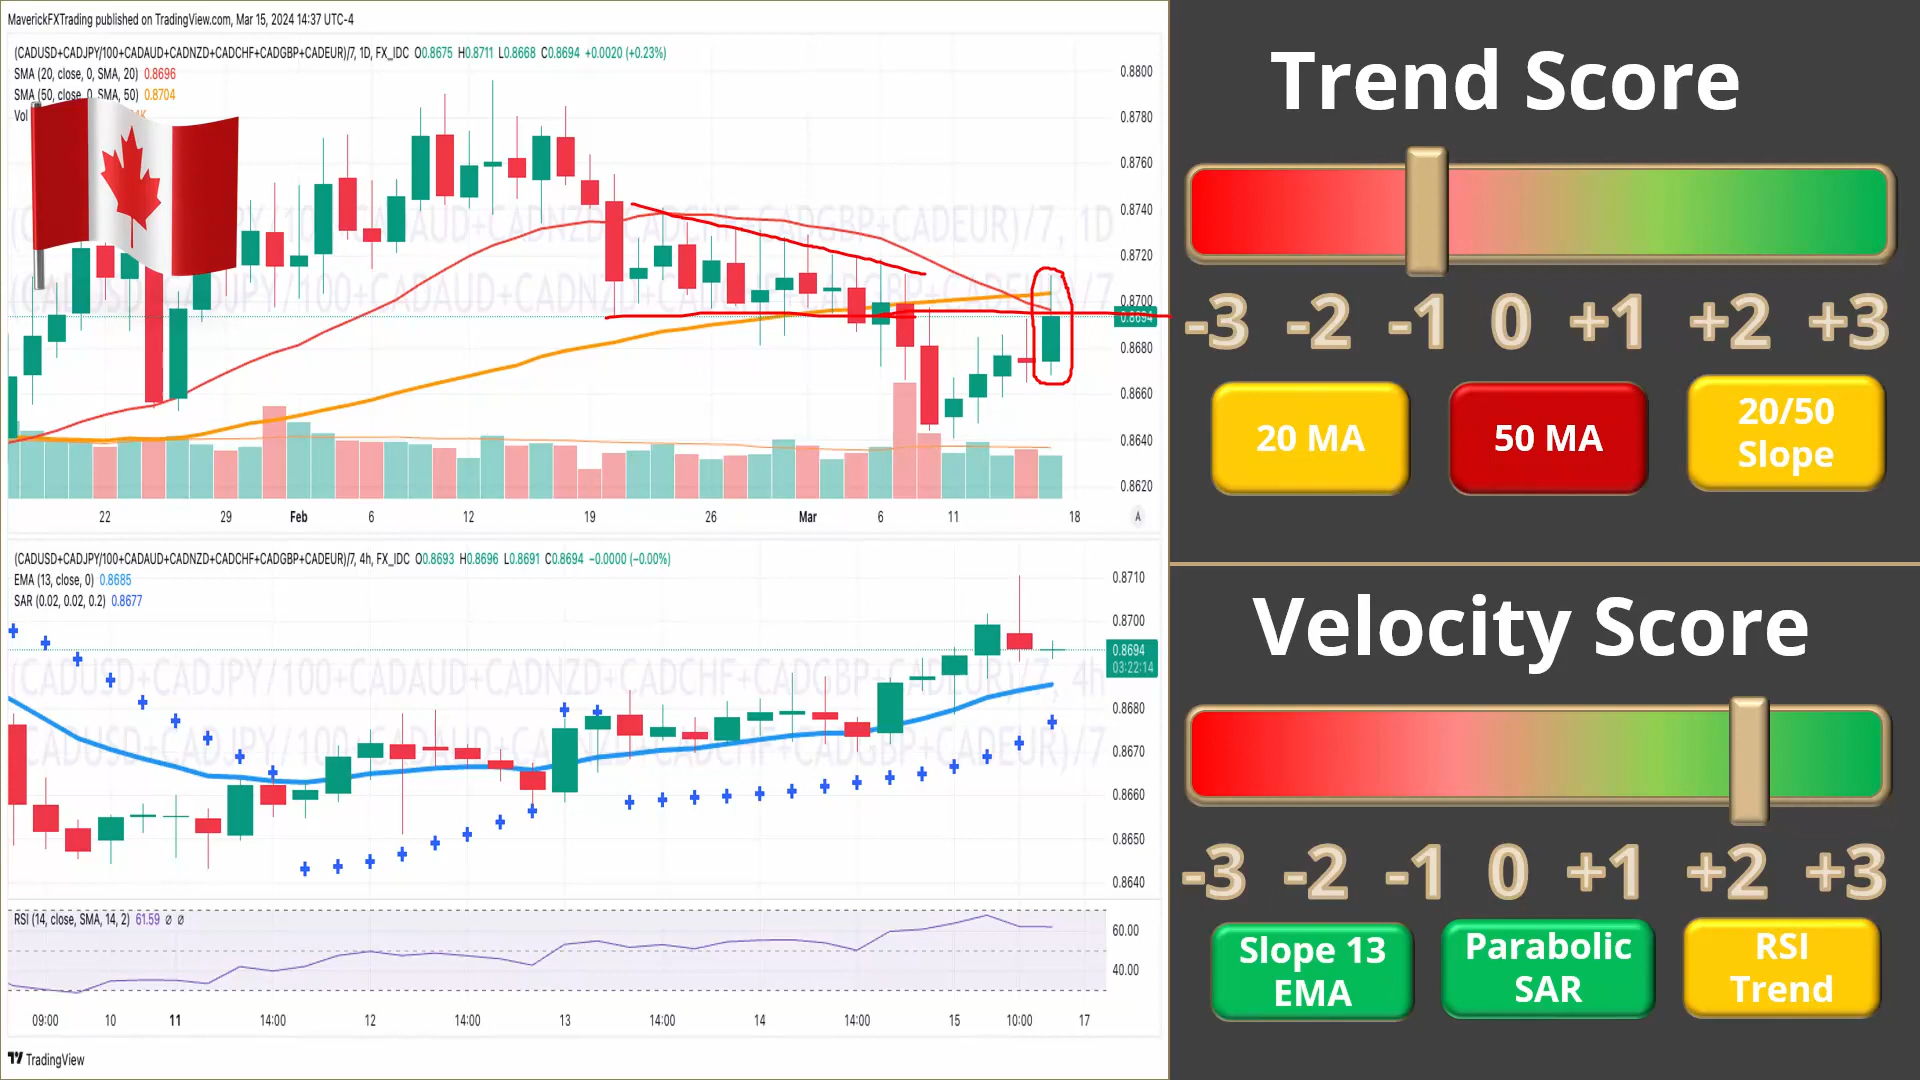 MaverickFXTrading published on TradingView.com, Mar 15, 2024 14:37 UTC-4
(CADUSD+CADJPY/100+CADAUD+CADNZD+CADCHF+CADGBP+CADEUR)/7, 1D, FX_IDC O0.8675 H0.8711 L0.8668 C0.8694 +0.0020 (+0.23%)
SMA (20, close, 0, SMA, 20) 0.8696
SMA (50, close, 0, SMA, 50) 0.8704
Vol
0.8800
0.8780
0.8760
0.8740
0.8720
0.8700
0.8694
0.8680
0.8660
0.8640
0.8620
22 29 Feb 6 12 19 26 Mar 6 11 18 A
(CADUSD+CADJPY/100+CADAUD+CADNZD+CADCHF+CADGBP+CADEUR)/7, 4h, FX_IDC O0.8693 H0.8696 L0.8691 C0.8694 −0.0000 (−0.00%)
EMA (13, close, 0) 0.8685
SAR (0.02, 0.02, 0.2) 0.8677
0.8710
0.8700
0.8694
03:22:14
0.8680
0.8670
0.8660
0.8650
0.8640
RSI (14, close, SMA, 14, 2) 61.59 ∅ ∅
60.00
40.00
09:00 10 11 14:00 12 14:00 13 14:00 14 14:00 15 10:00 17
TradingView
Trend Score
-3 -2 -1 0 +1 +2 +3
20 MA
50 MA
20/50
Slope
Velocity Score
-3 -2 -1 0 +1 +2 +3
Slope 13
EMA
Parabolic
SAR
RSI
Trend